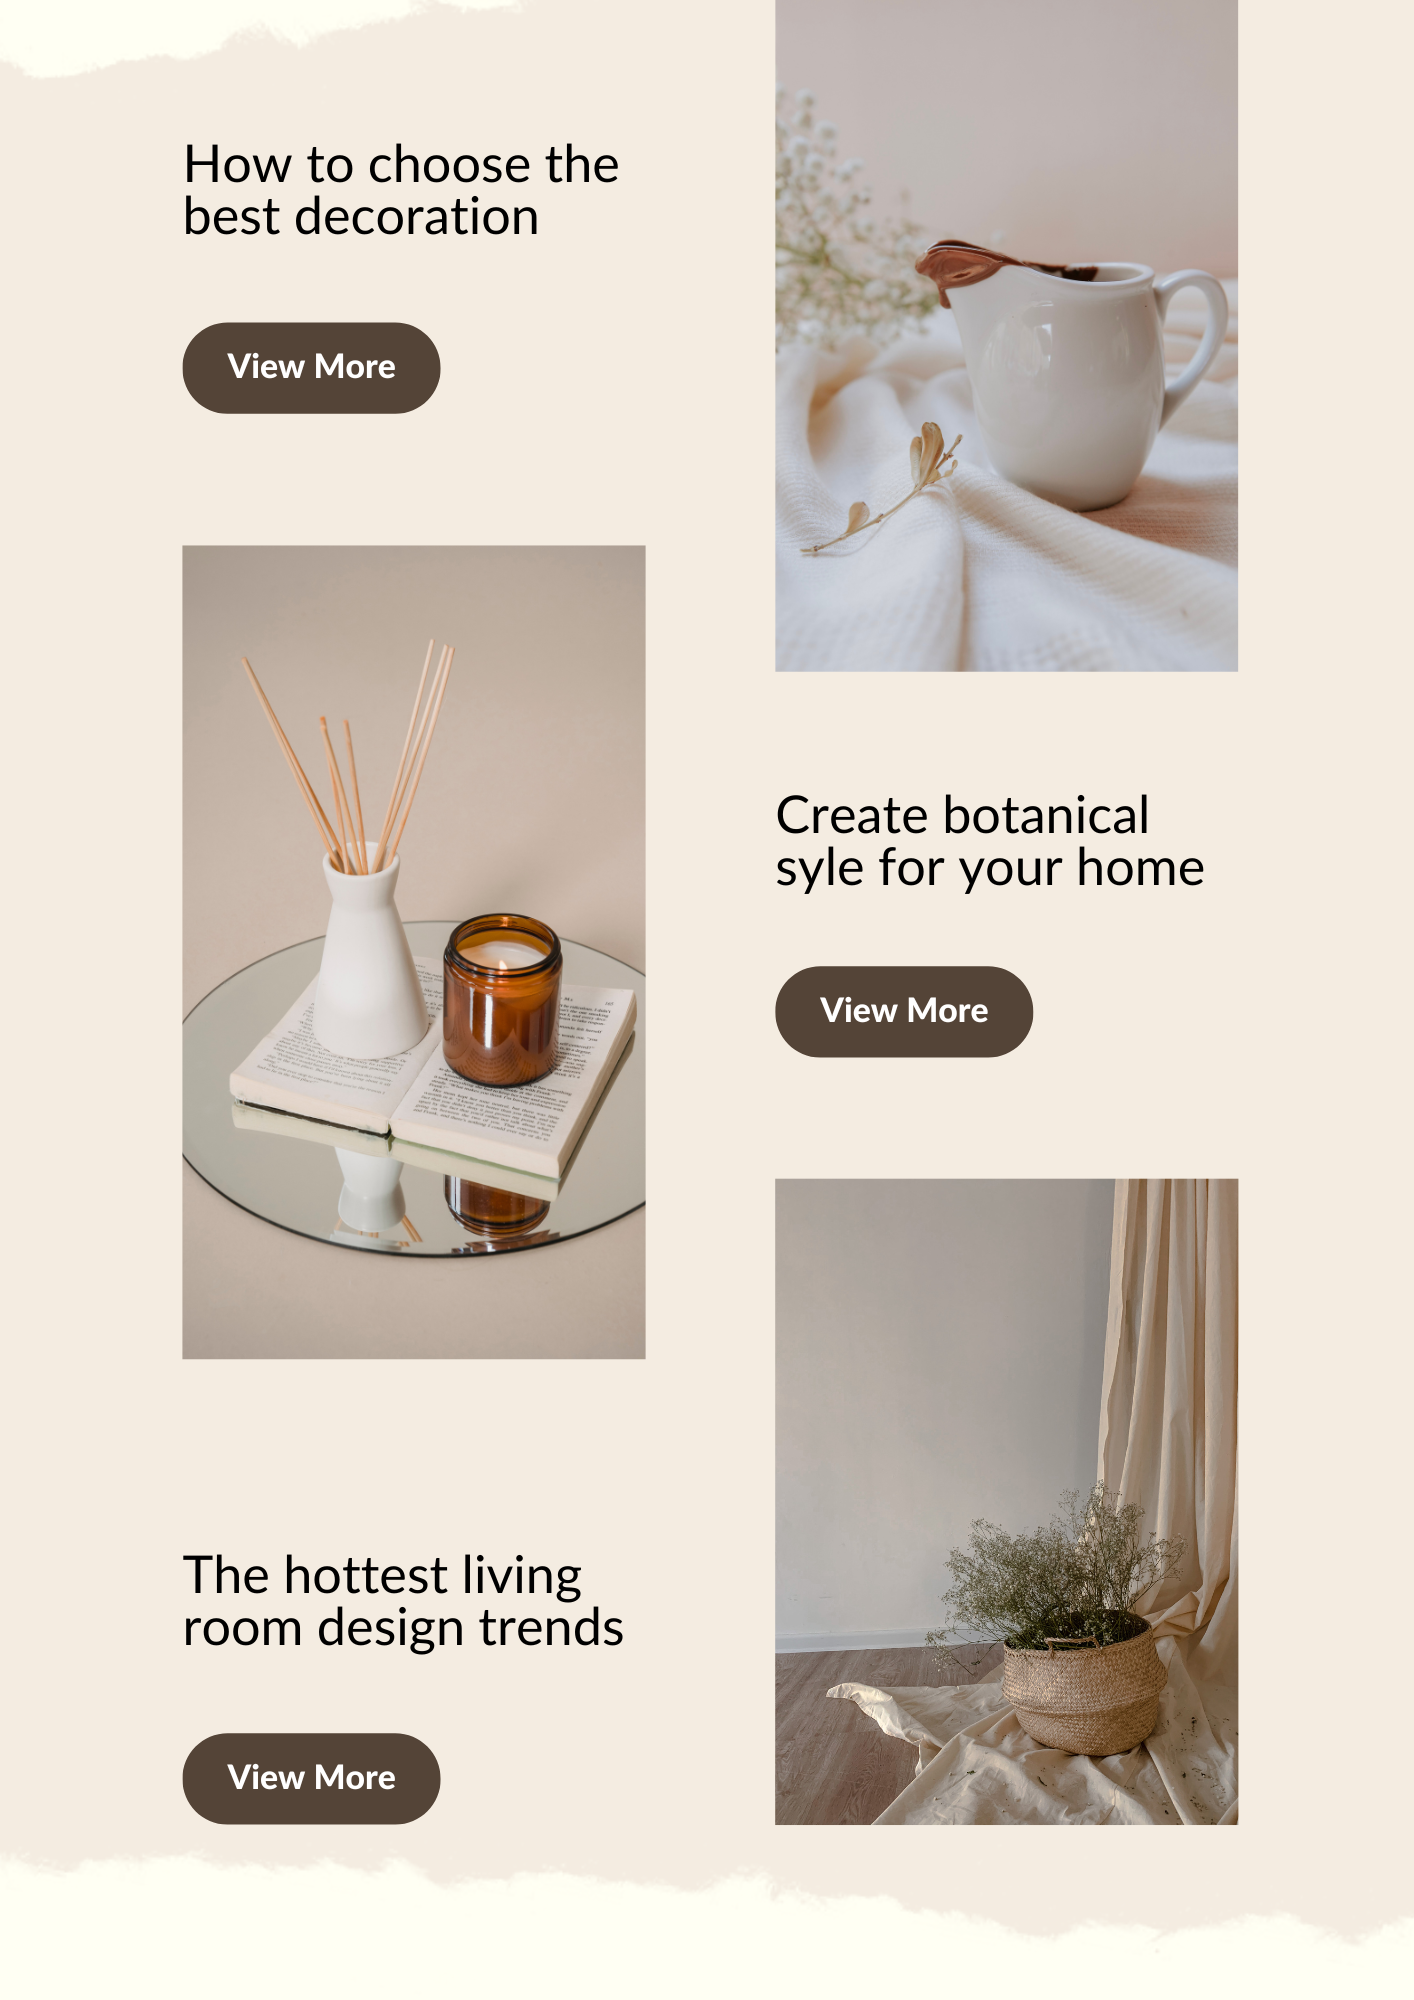 How to choose the
best decoration
View More
Create botanical
syle for your home
View More
The hottest living
room design trends
View More